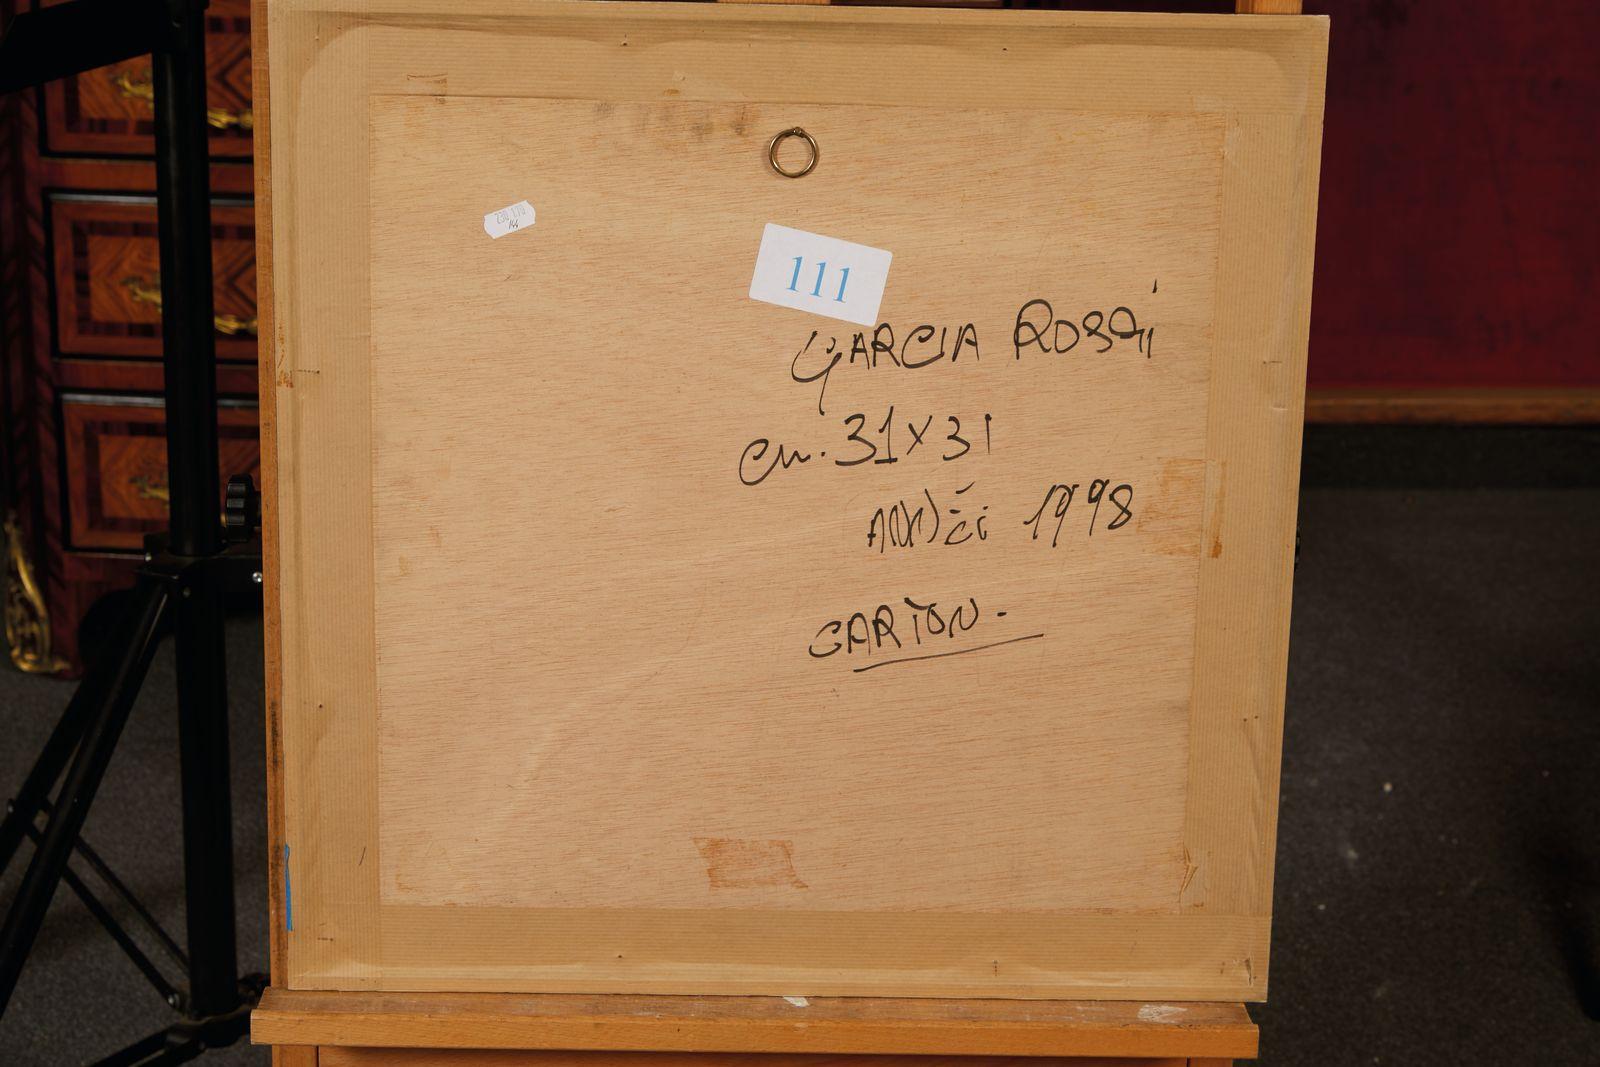 111
GARCIA ROSSI
cm. 31x31
1998
CARTON.